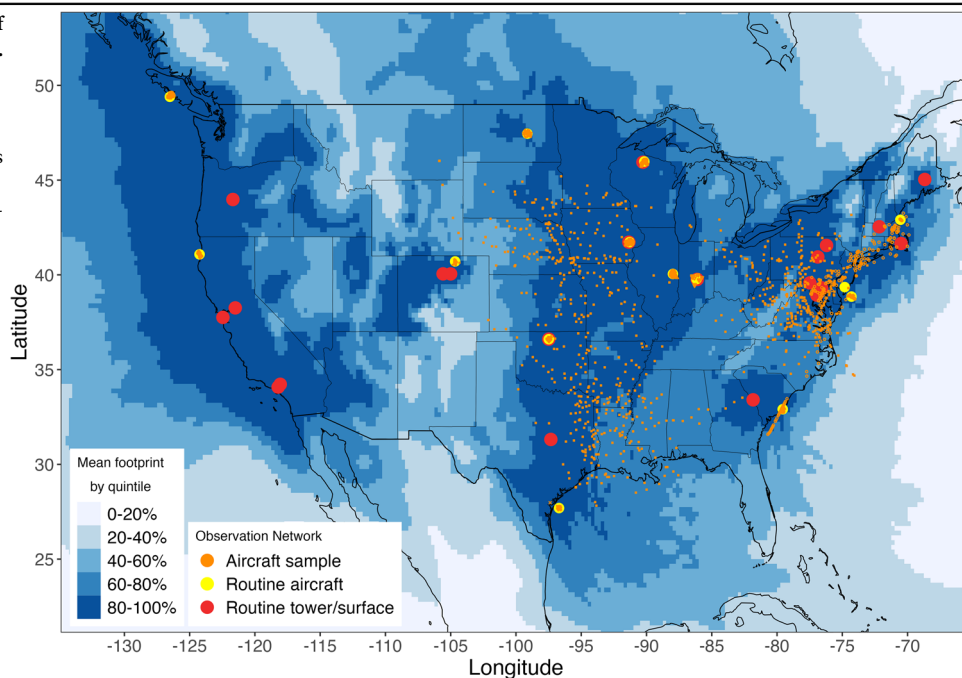 f
.
s
50
45
40
35
30
25
Latitude
Mean footprint
by quintile
0-20%
20-40%
40-60%
60-80%
80-100%
Observation Network
Aircraft sample
Routine aircraft
Routine tower/surface
-130 -125 -120 -115 -110 -105 -100 -95 -90 -85 -80 -75 -70
Longitude